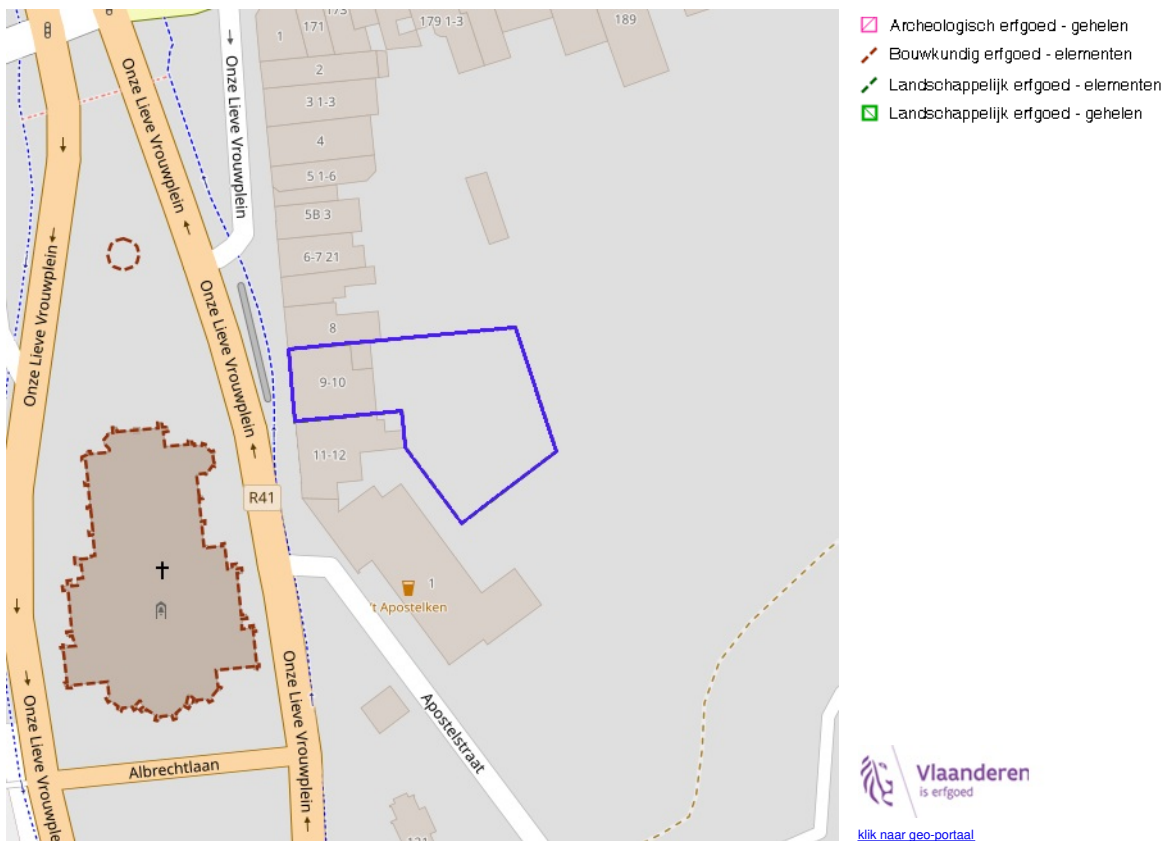 171
173
179 1-3
189
1
2
3 1-3
4
5 1-6
5B 3
6-7 21
8
9-10
11-12
1
't Apostelken
R41
Onze Lieve Vrouwplein
Onze Lieve Vrouwplein
Onze Lieve Vrouwplein
Onze Lieve Vrouwplein
Onze Lieve Vrouwplein
Onze Lieve Vrouwplein
Onze Lieve Vrouwplein
Albrechtlaan
Apostelstraat
Archeologisch erfgoed - gehelen
Bouwkundig erfgoed - elementen
Landschappelijk erfgoed - elementen
Landschappelijk erfgoed - gehelen
Vlaanderen
is erfgoed
klik naar geo-portaal